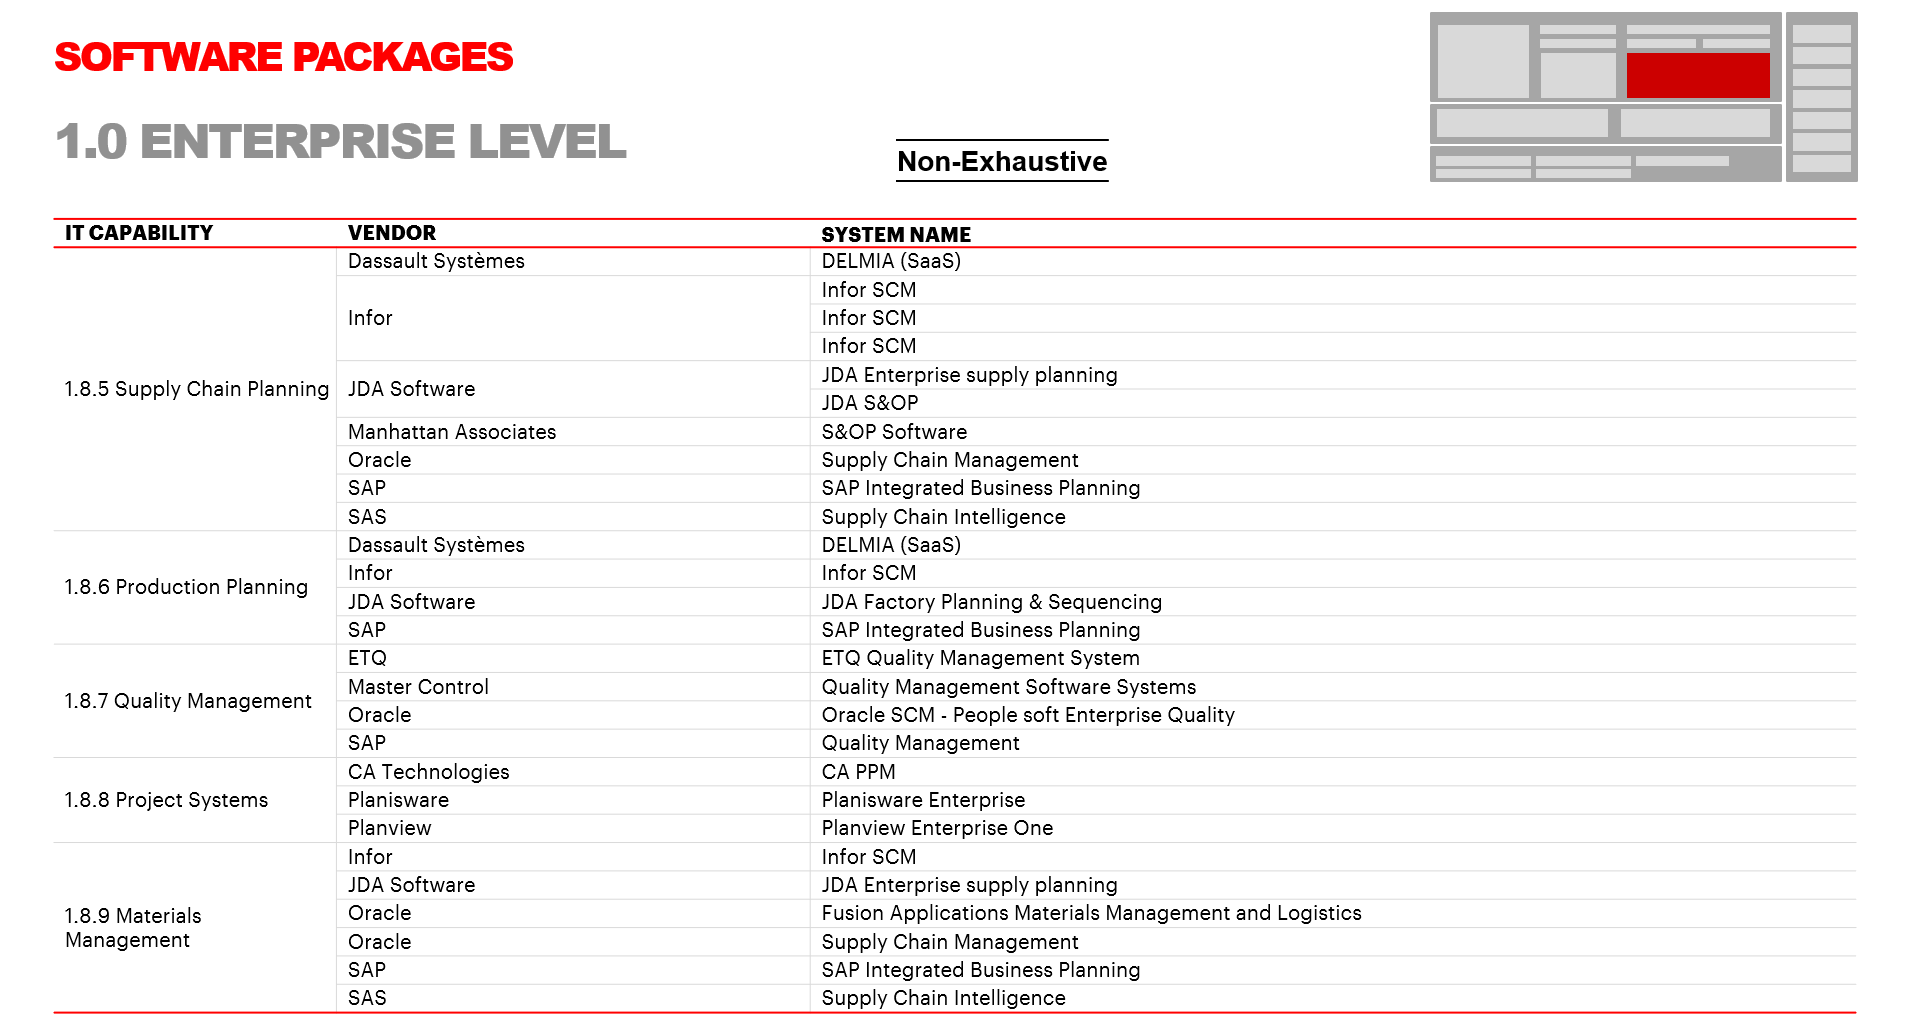 SOFTWARE PACKAGES
1.0 ENTERPRISE LEVEL
Non-Exhaustive
IT CAPABILITY VENDOR SYSTEM NAME
1.8.5 Supply Chain Planning
Dassault Systèmes DELMIA (SaaS)
Infor
Infor SCM
Infor SCM
Infor SCM
JDA Software
JDA Enterprise supply planning
JDA S&OP
Manhattan Associates S&OP Software
Oracle Supply Chain Management
SAP SAP Integrated Business Planning
SAS Supply Chain Intelligence
1.8.6 Production Planning
Dassault Systèmes DELMIA (SaaS)
Infor Infor SCM
JDA Software JDA Factory Planning & Sequencing
SAP SAP Integrated Business Planning
1.8.7 Quality Management
ETQ ETQ Quality Management System
Master Control Quality Management Software Systems
Oracle Oracle SCM - People soft Enterprise Quality
SAP Quality Management
1.8.8 Project Systems
CA Technologies CA PPM
Planisware Planisware Enterprise
Planview Planview Enterprise One
1.8.9 Materials
Management
Infor Infor SCM
JDA Software JDA Enterprise supply planning
Oracle Fusion Applications Materials Management and Logistics
Oracle Supply Chain Management
SAP SAP Integrated Business Planning
SAS Supply Chain Intelligence